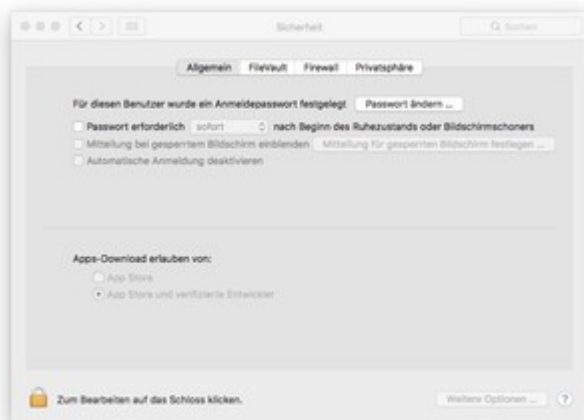 Sicherheit
Suchen
Allgemein FileVault Firewall Privatsphäre
Für diesen Benutzer wurde ein Anmeldepasswort festgelegt Passwort ändern ...
Passwort erforderlich sofort nach Beginn des Ruhezustands oder Bildschirmschoners
Mitteilung bei gesperrtem Bildschirm einblenden Mitteilung für gesperrten Bildschirm festlegen ...
Automatische Anmeldung deaktivieren
Apps-Download erlauben von:
App Store
App Store und verifizierte Entwickler
Zum Bearbeiten auf das Schloss klicken.
Weitere Optionen ... ?